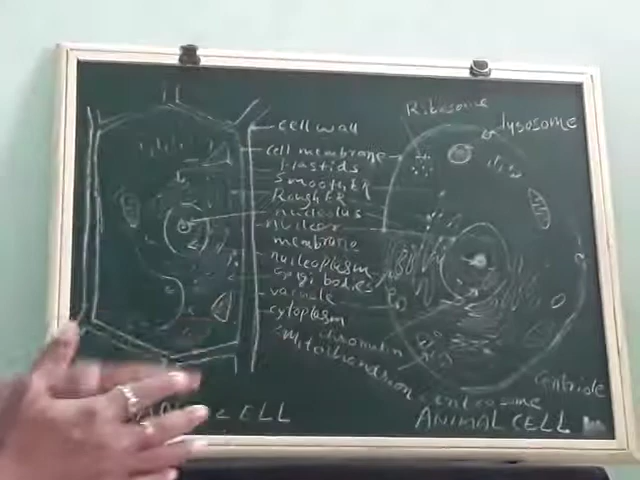 Ribosome
lysosome
cell wall
cell membrane
Plastids
Smooth ER
Rough ER
nucleolus
nuclear
membrane
nucleoplasm
Golgi bodies
vacuole
cytoplasm
chromatin
Mitochondrion
centrosome
Centriole
CELL
ANIMAL CELL